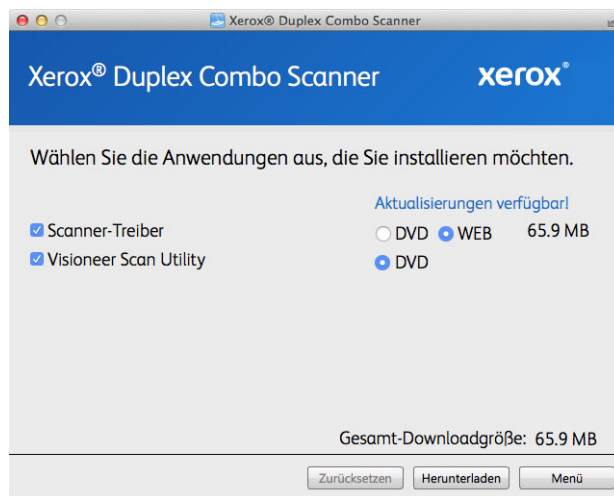 Xerox® Duplex Combo Scanner
Xerox® Duplex Combo Scanner
xerox®
Wählen Sie die Anwendungen aus, die Sie installieren möchten.
Aktualisierungen verfügbar!
Scanner-Treiber DVD WEB 65.9 MB
Visioneer Scan Utility DVD
Gesamt-Downloadgröße: 65.9 MB
Zurücksetzen Herunterladen Menü